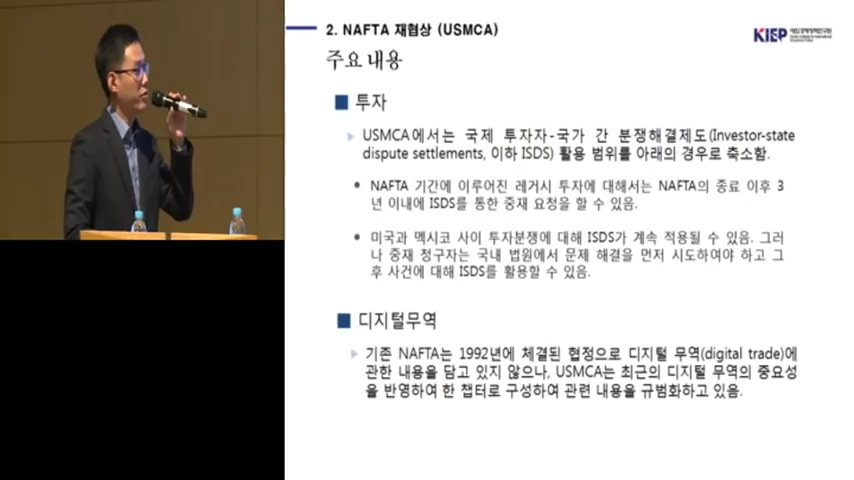 2. NAFTA 재협상 (USMCA)
KIEP
주요 내용
투자
USMCA에서는 국제 투자자-국가 간 분쟁해결제도(Investor-state
dispute settlements, 이하 ISDS) 활용 범위를 아래의 경우로 축소함.
NAFTA 기간에 이루어진 레거시 투자에 대해서는 NAFTA의 종료 이후 3
년 이내에 ISDS를 통한 중재 요청을 할 수 있음.
미국과 멕시코 사이 투자분쟁에 대해 ISDS가 계속 적용될 수 있음. 그러
나 중재 청구자는 국내 법원에서 문제 해결을 먼저 시도하여야 하고 그
후 사건에 대해 ISDS를 활용할 수 있음.
디지털무역
기존 NAFTA는 1992년에 체결된 협정으로 디지털 무역(digital trade)에
관한 내용을 담고 있지 않으나, USMCA는 최근의 디지털 무역의 중요성
을 반영하여 한 챕터로 구성하여 관련 내용을 규범화하고 있음.